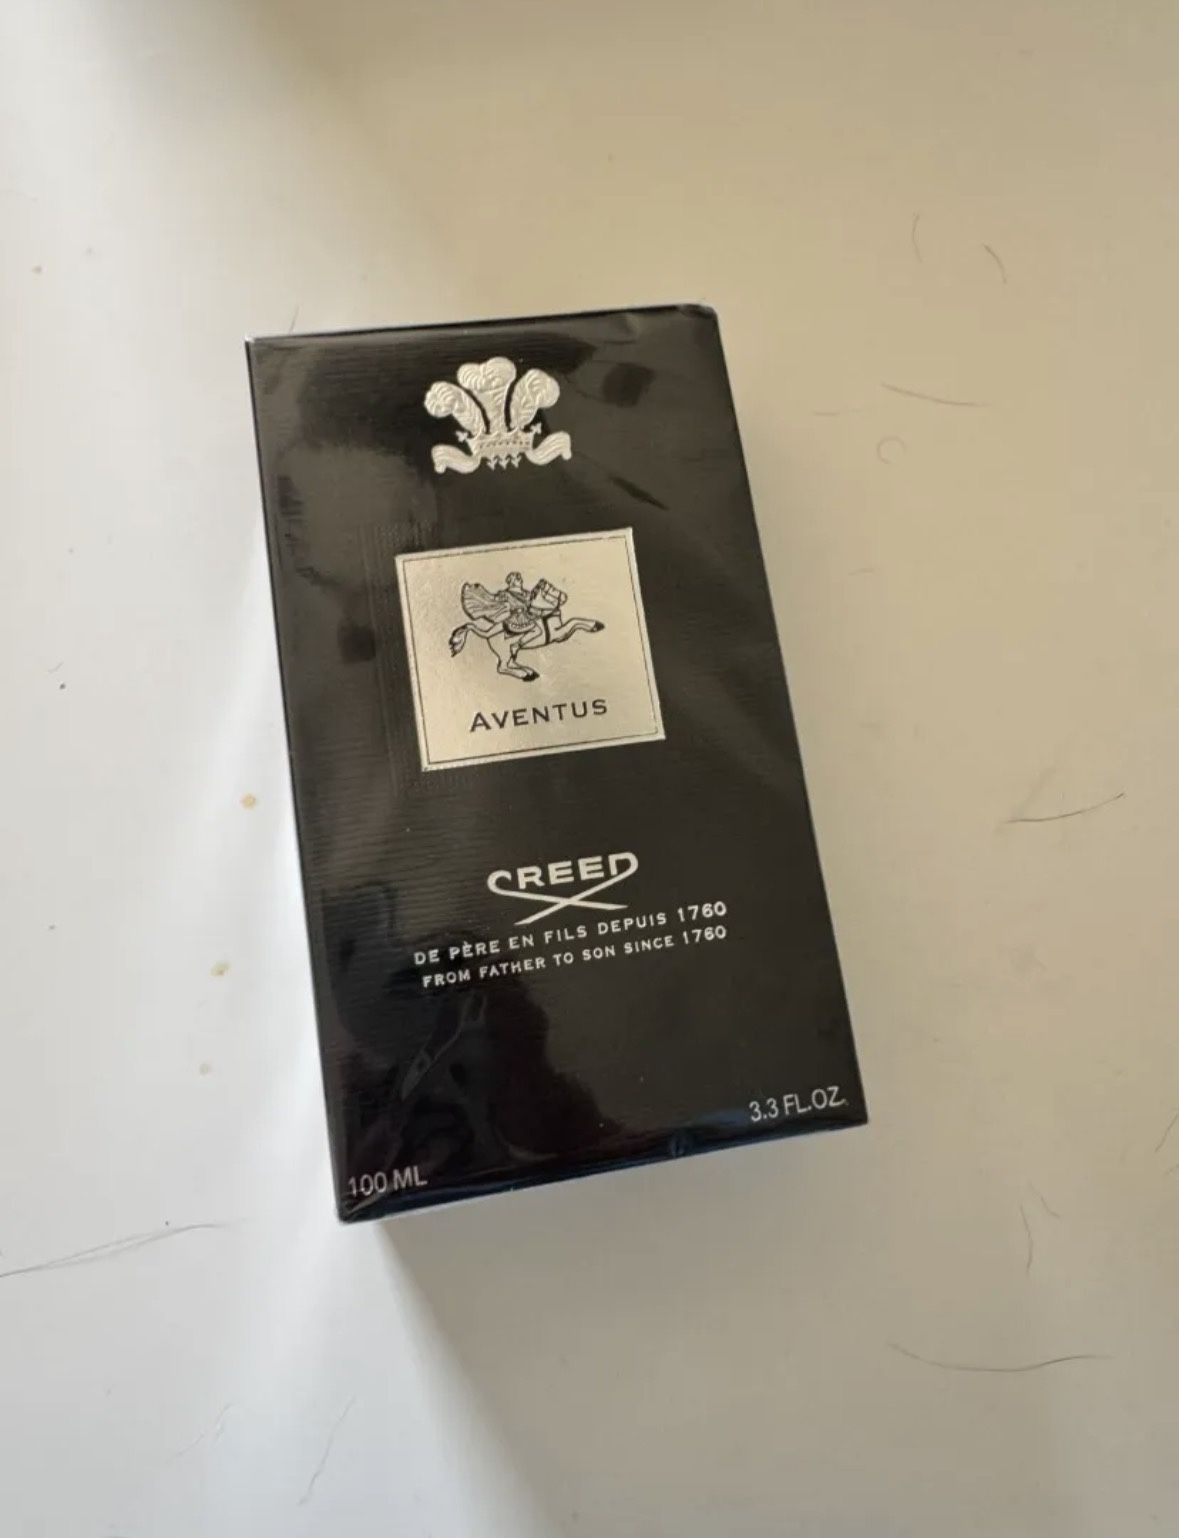 AVENTUS
CREED
DE PÈRE EN FILS DEPUIS 1760
FROM FATHER TO SON SINCE 1760
3.3 FL.OZ.
100 ML